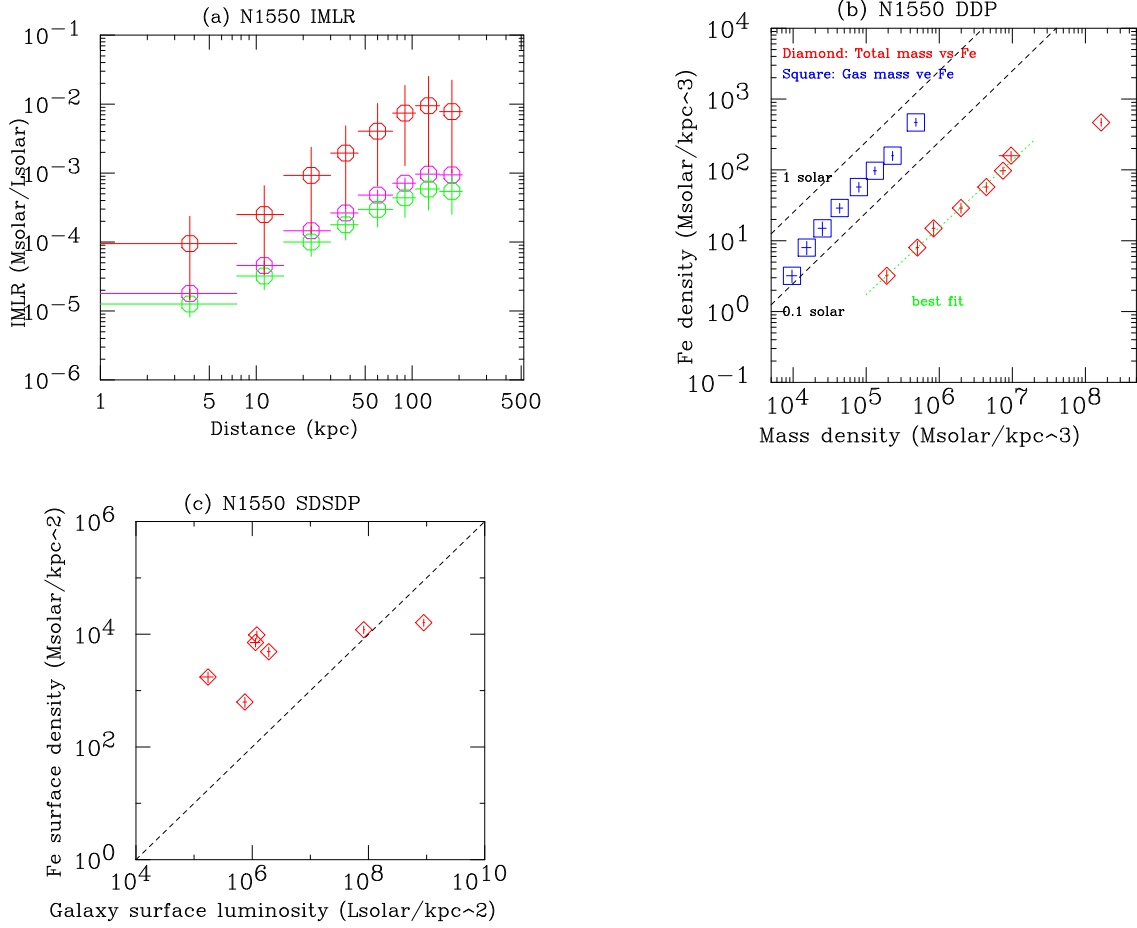 (a) N1550 IMLR
IMLR (Msolar/Lsolar)
10^-1
10^-2
10^-3
10^-4
10^-5
10^-6
1 5 10 50 100 500
Distance (kpc)
(b) N1550 DDP
Diamond: Total mass vs Fe
Square: Gas mass ve Fe
Fe density (Msolar/kpc^3)
10^4
10^3
10^2
10^1
10^0
10^-1
1 solar
0.1 solar
best fit
10^4 10^5 10^6 10^7 10^8
Mass density (Msolar/kpc^3)
(c) N1550 SDSDP
Fe surface density (Msolar/kpc^2)
10^6
10^4
10^2
10^0
10^4 10^6 10^8 10^10
Galaxy surface luminosity (Lsolar/kpc^2)